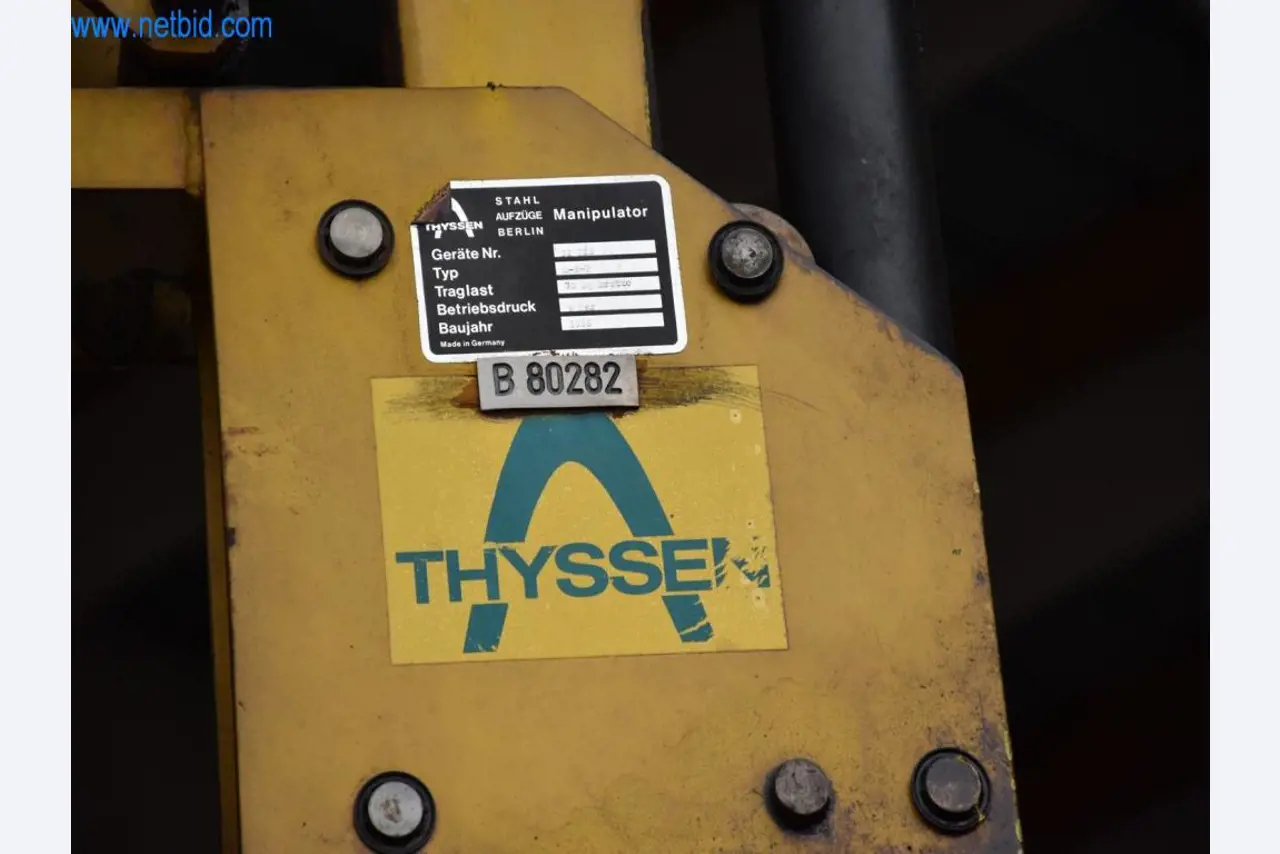 www.netbid.com
THYSSEN
STAHL
AUFZÜGE
BERLIN
Manipulator
Geräte Nr.
Typ
Traglast
Betriebsdruck
Baujahr
Made in Germany
B 80282
THYSSEN